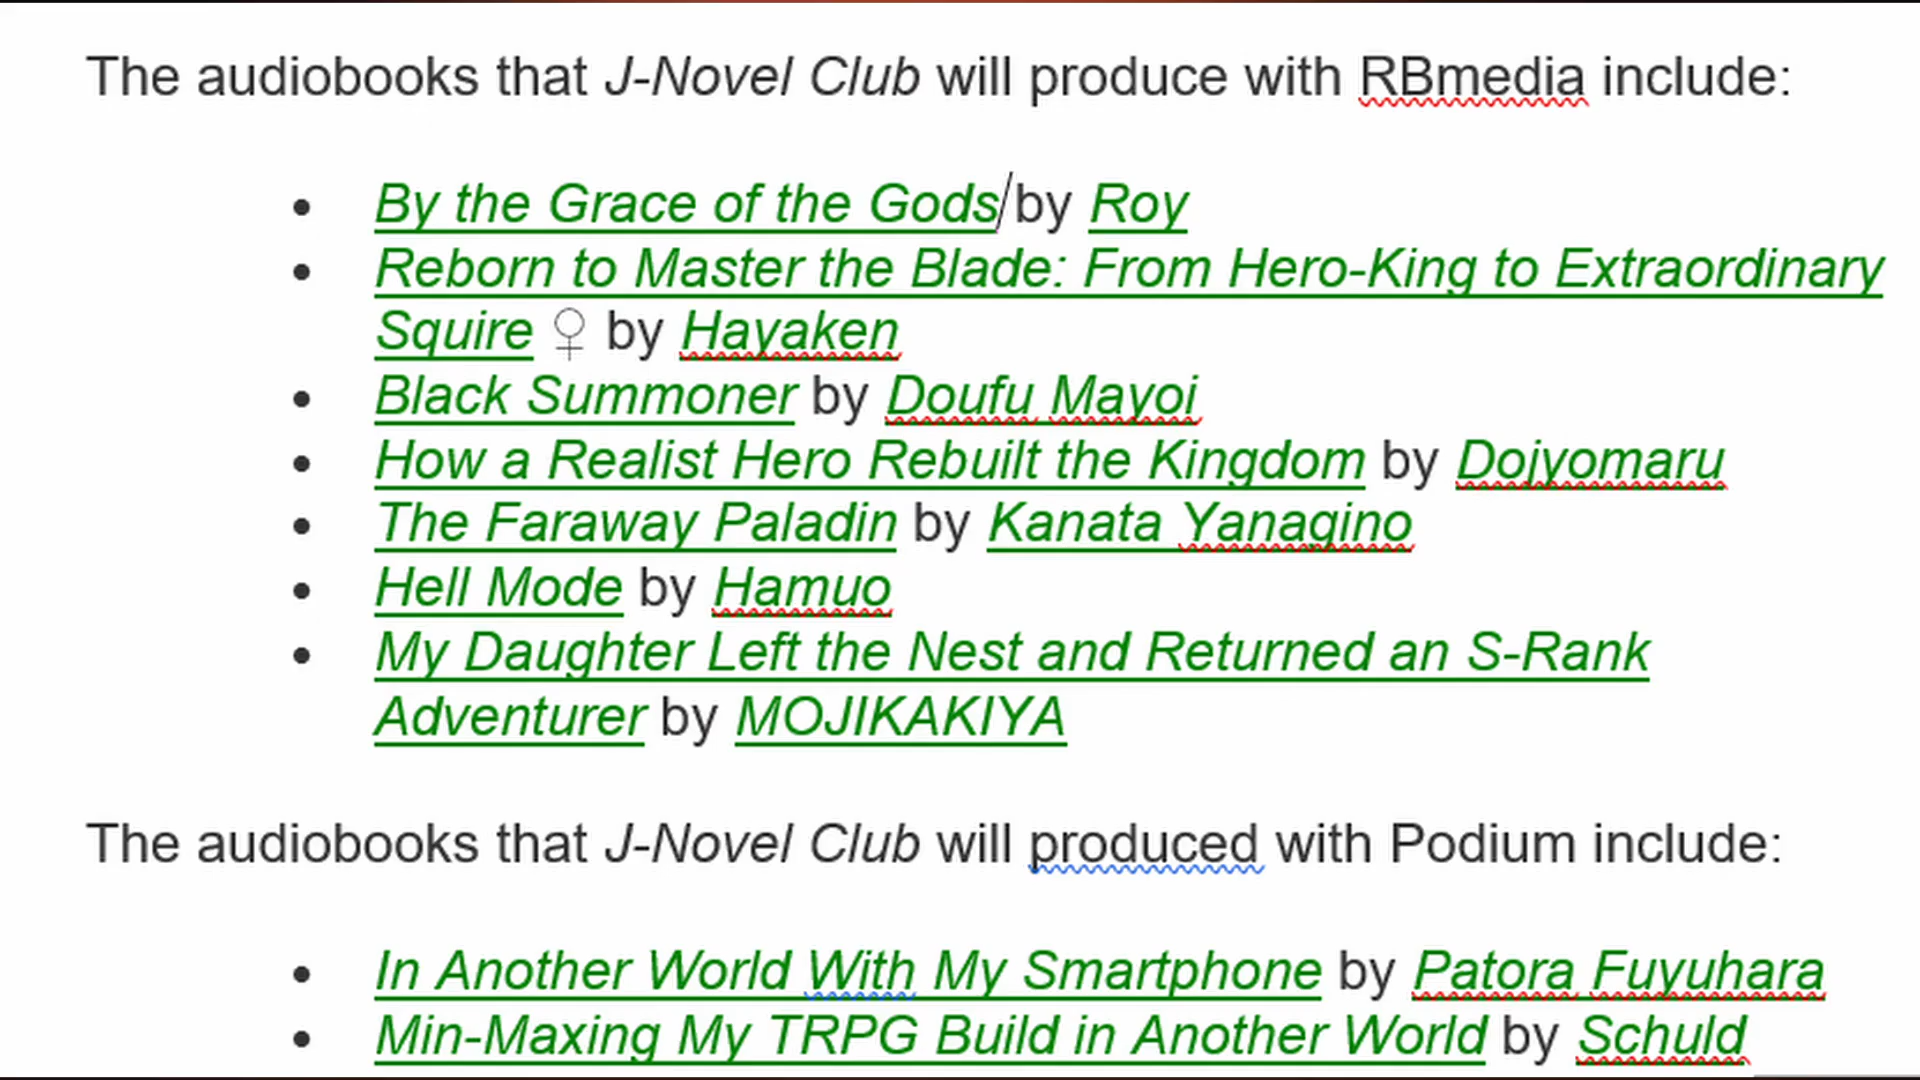 The audiobooks that J-Novel Club will produce with RBmedia include:
• By the Grace of the Gods by Roy
• Reborn to Master the Blade: From Hero-King to Extraordinary
Squire ♀ by Hayaken
• Black Summoner by Doufu Mayoi
• How a Realist Hero Rebuilt the Kingdom by Dojyomaru
• The Faraway Paladin by Kanata Yanagino
• Hell Mode by Hamuo
• My Daughter Left the Nest and Returned an S-Rank
Adventurer by MOJIKAKIYA
The audiobooks that J-Novel Club will produced with Podium include:
• In Another World With My Smartphone by Patora Fuyuhara
• Min-Maxing My TRPG Build in Another World by Schuld